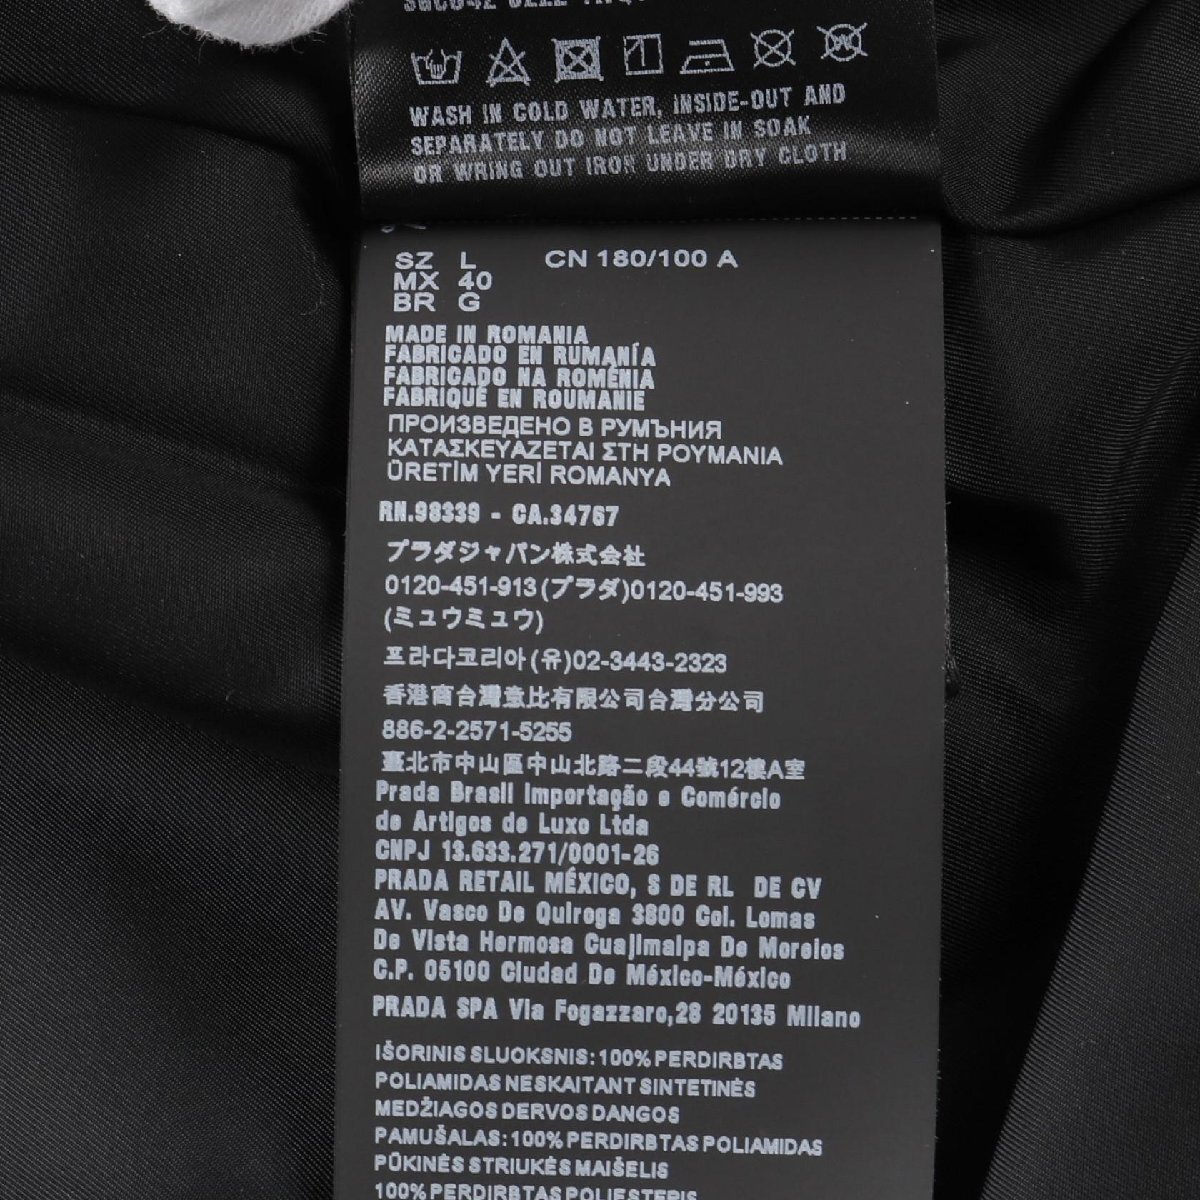 WASH IN COLD WATER, INSIDE-OUT AND
SEPARATELY DO NOT LEAVE IN SOAK
OR WRING OUT IRON UNDER DRY CLOTH
SZ L CN 180/100 A
MX 40
BR G
MADE IN ROMANIA
FABRICADO EN RUMANÍA
FABRICADO NA ROMÉNIA
FABRIQUÉ EN ROUMANIE
ПРОИЗВЕДЕНО В РУМЪНИЯ
ΚΑΤΑΣΚΕΥΑΖΕΤΑΙ ΣΤΗ ΡΟΥΜΑΝΙΑ
ÜRETİM YERİ ROMANYA
RN.98339 - CA.34767
プラダジャパン株式会社
0120-451-913(プラダ)0120-451-993
(ミュウミュウ)
프라다코리아(유)02-3443-2323
香港商台灣意比有限公司台灣分公司
886-2-2571-5255
臺北市中山區中山北路二段44號12樓A室
Prada Brasil Importação e Comércio
de Artigos de Luxo Ltda
CNPJ 13.633.271/0001-26
PRADA RETAIL MÉXICO, S DE RL DE CV
AV. Vasco De Quiroga 3800 Col. Lomas
De Vista Hermosa Cuajimalpa De Morelos
C.P. 05100 Ciudad De México-México
PRADA SPA Via Fogazzaro,28 20135 Milano
IŠORINIS SLUOKSNIS: 100% PERDIRBTAS
POLIAMIDAS NESKAITANT SINTETINĖS
MEDŽIAGOS DERVOS DANGOS
PAMUŠALAS: 100% PERDIRBTAS POLIAMIDAS
PŪKINĖS STRIUKĖS MAIŠELIS
100% PERDIRBTAS POLIESTERIS